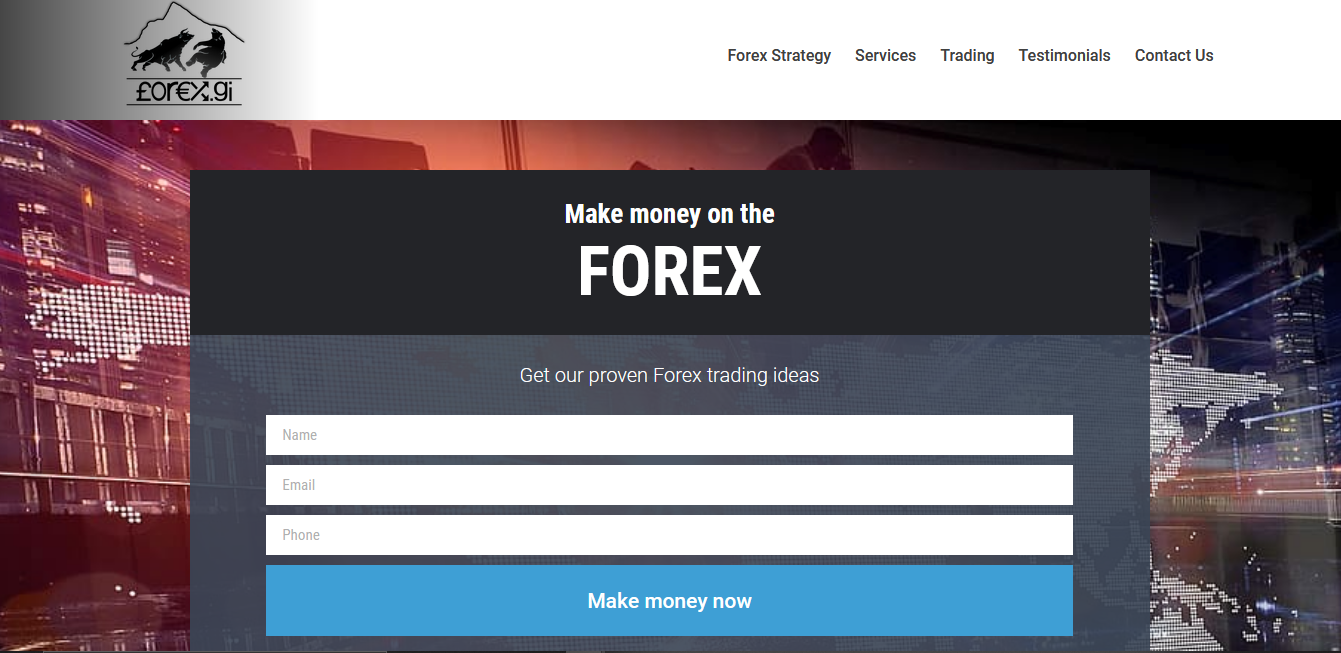 £or€x.gi
Forex Strategy Services Trading Testimonials Contact Us
Make money on the
FOREX
Get our proven Forex trading ideas
Name
Email
Phone
Make money now